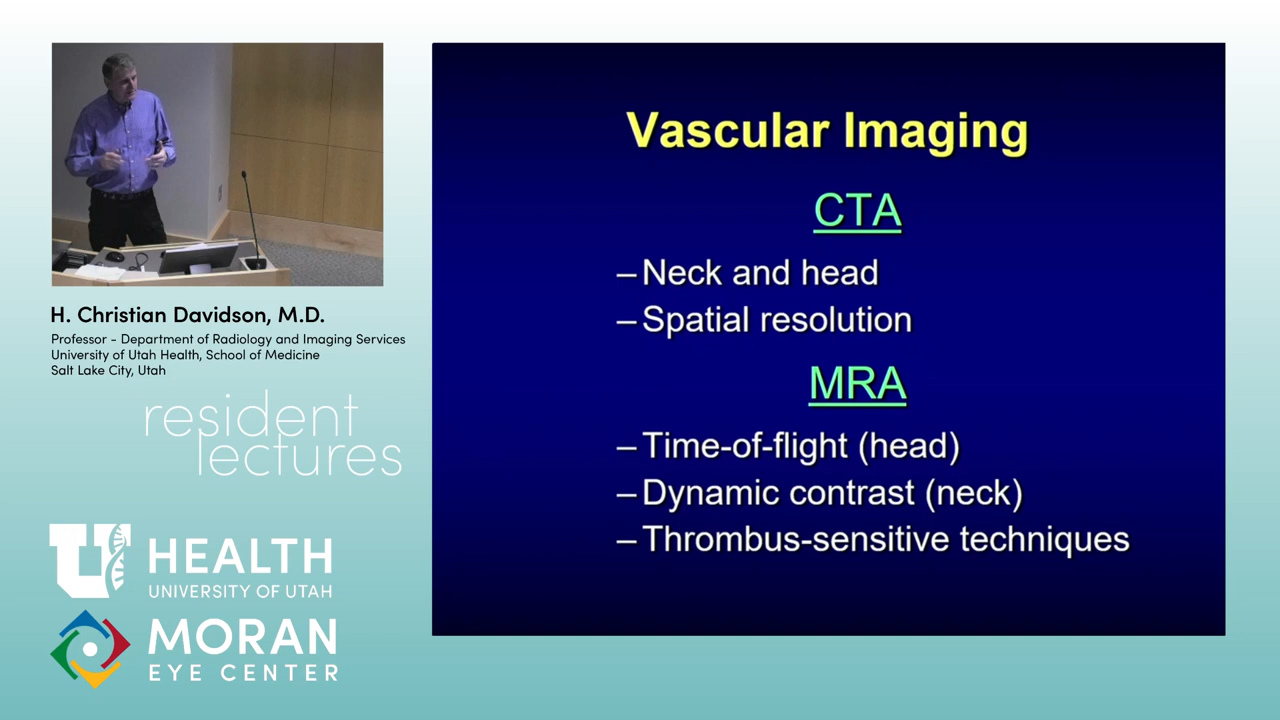 H. Christian Davidson, M.D.
Professor - Department of Radiology and Imaging Services
University of Utah Health, School of Medicine
Salt Lake City, Utah
resident
lectures
U HEALTH
UNIVERSITY OF UTAH
MORAN
EYE CENTER
Vascular Imaging
CTA
– Neck and head
– Spatial resolution
MRA
– Time-of-flight (head)
– Dynamic contrast (neck)
– Thrombus-sensitive techniques